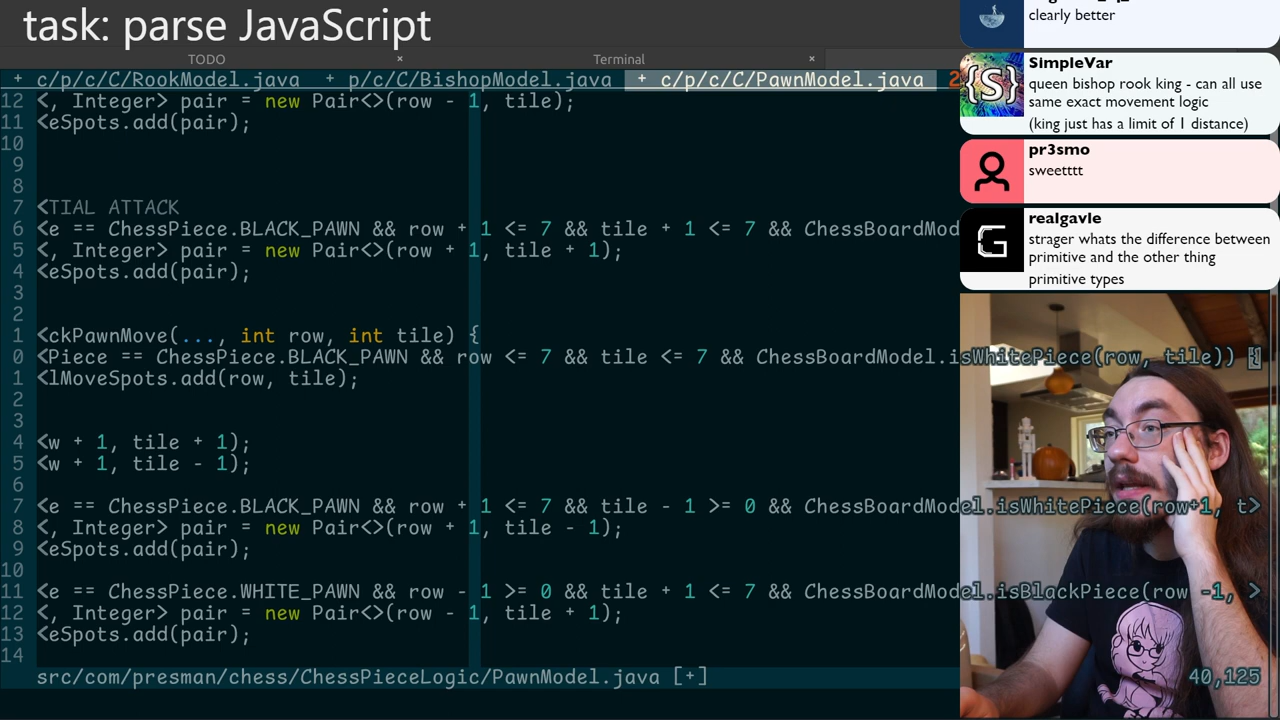 task: parse JavaScript
TODO × Terminal ×
+ c/p/c/C/RookModel.java + p/c/C/BishopModel.java + c/p/c/C/PawnModel.java 2
12 <, Integer> pair = new Pair<>(row - 1, tile);
11 <eSpots.add(pair);
10
9
8
7 <TIAL ATTACK
6 <e == ChessPiece.BLACK_PAWN && row + 1 <= 7 && tile + 1 <= 7 && ChessBoardMod
5 <, Integer> pair = new Pair<>(row + 1, tile + 1);
4 <eSpots.add(pair);
3
2
1 <ckPawnMove(..., int row, int tile) {
0 <Piece == ChessPiece.BLACK_PAWN && row <= 7 && tile <= 7 && ChessBoardModel.isWhitePiece(row, tile)) {
1 <lMoveSpots.add(row, tile);
2
3
4 <w + 1, tile + 1);
5 <w + 1, tile - 1);
6
7 <e == ChessPiece.BLACK_PAWN && row + 1 <= 7 && tile - 1 >= 0 && ChessBoardModel.isWhitePiece(row+1, t>
8 <, Integer> pair = new Pair<>(row + 1, tile - 1);
9 <eSpots.add(pair);
10
11 <e == ChessPiece.WHITE_PAWN && row - 1 >= 0 && tile + 1 <= 7 && ChessBoardModel.isBlackPiece(row -1, >
12 <, Integer> pair = new Pair<>(row - 1, tile + 1);
13 <eSpots.add(pair);
14
src/com/presman/chess/ChessPieceLogic/PawnModel.java [+] 40,125
clearly better
SimpleVar
{S}
queen bishop rook king - can all use
same exact movement logic
(king just has a limit of 1 distance)
pr3smo
sweetttt
realgavle
G
strager whats the difference between
primitive and the other thing
primitive types